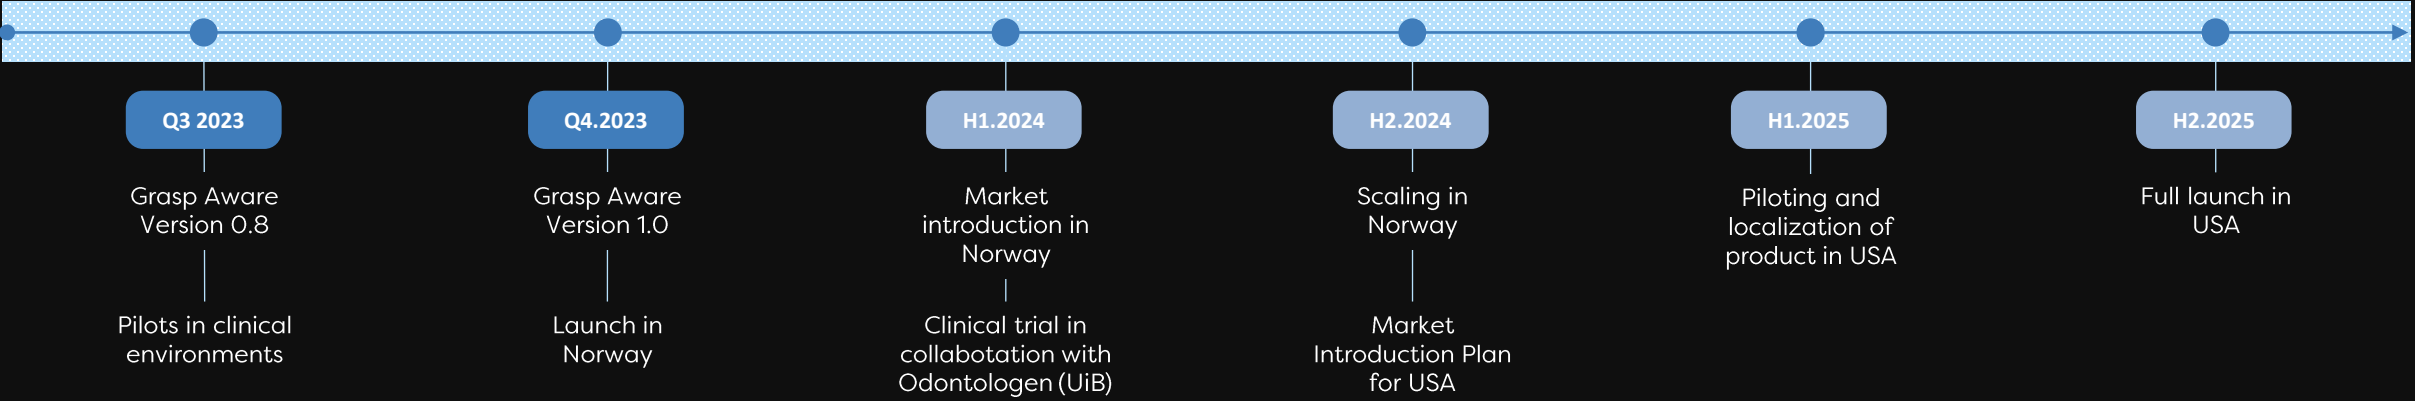 Q3 2023
Grasp Aware
Version 0.8
Pilots in clinical
environments
Q4.2023
Grasp Aware
Version 1.0
Launch in
Norway
H1.2024
Market
introduction in
Norway
Clinical trial in
collabotation with
Odontologen (UiB)
H2.2024
Scaling in
Norway
Market
Introduction Plan
for USA
H1.2025
Piloting and
localization of
product in USA
H2.2025
Full launch in
USA